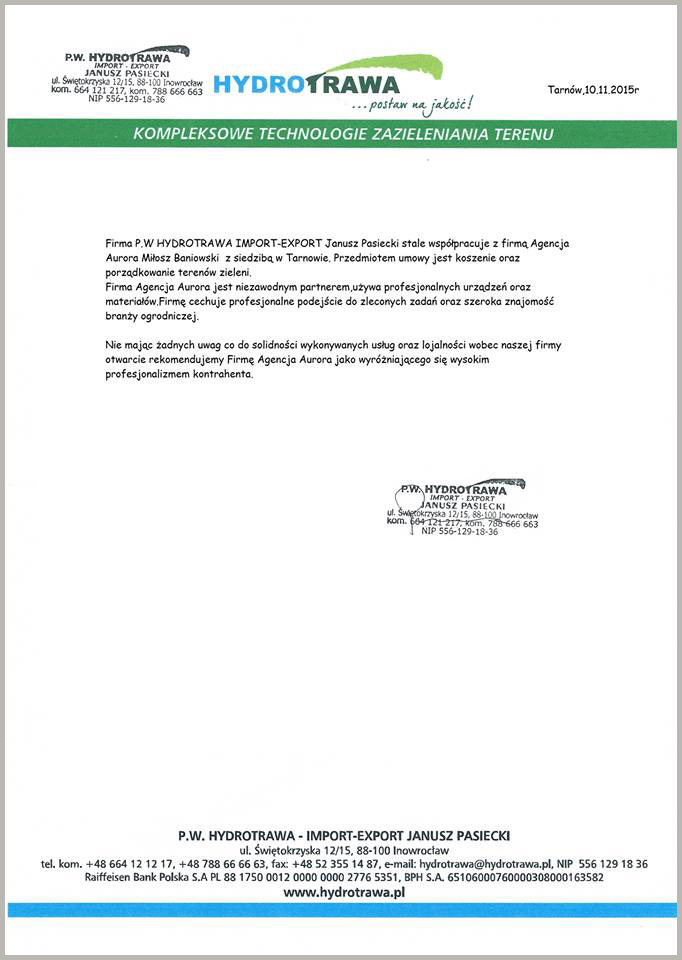 P.W. HYDROTRAWA
IMPORT - EXPORT
JANUSZ PASIECKI
ul. Świętokrzyska 12/15, 88-100 Inowrocław
kom. 664 121 217, kom. 788 666 663
NIP 556-129-18-36
HYDROTRAWA
...postaw na jakość!
Tarnów,10.11.2015r
KOMPLEKSOWE TECHNOLOGIE ZAZIELENIANIA TERENU
Firma P.W HYDROTRAWA IMPORT-EXPORT Janusz Pasiecki stale współpracuje z firmą Agencja
Aurora Miłosz Baniowski z siedzibą w Tarnowie. Przedmiotem umowy jest koszenie oraz
porządkowanie terenów zieleni.
Firma Agencja Aurora jest niezawodnym partnerem,używa profesjonalnych urządzeń oraz
materiałów.Firmę cechuje profesjonalne podejście do zleconych zadań oraz szeroka znajomość
branży ogrodniczej.
Nie mając żadnych uwag co do solidności wykonywanych usług oraz lojalności wobec naszej firmy
otwarcie rekomendujemy Firmę Agencja Aurora jako wyróżniającego się wysokim
profesjonalizmem kontrahenta.
P.W. HYDROTRAWA
IMPORT - EXPORT
JANUSZ PASIECKI
ul. Świętokrzyska 12/15, 88-100 Inowrocław
kom. 664 121 217, kom. 788 666 663
NIP 556-129-18-36
P.W. HYDROTRAWA - IMPORT-EXPORT JANUSZ PASIECKI
ul. Świętokrzyska 12/15, 88-100 Inowrocław
tel. kom. +48 664 12 12 17, +48 788 66 66 63, fax: +48 52 355 14 87, e-mail: hydrotrawa@hydrotrawa.pl, NIP 556 129 18 36
Raiffeisen Bank Polska S.A PL 88 1750 0012 0000 0000 2776 5351, BPH S.A. 65106000760000308000163582
www.hydrotrawa.pl